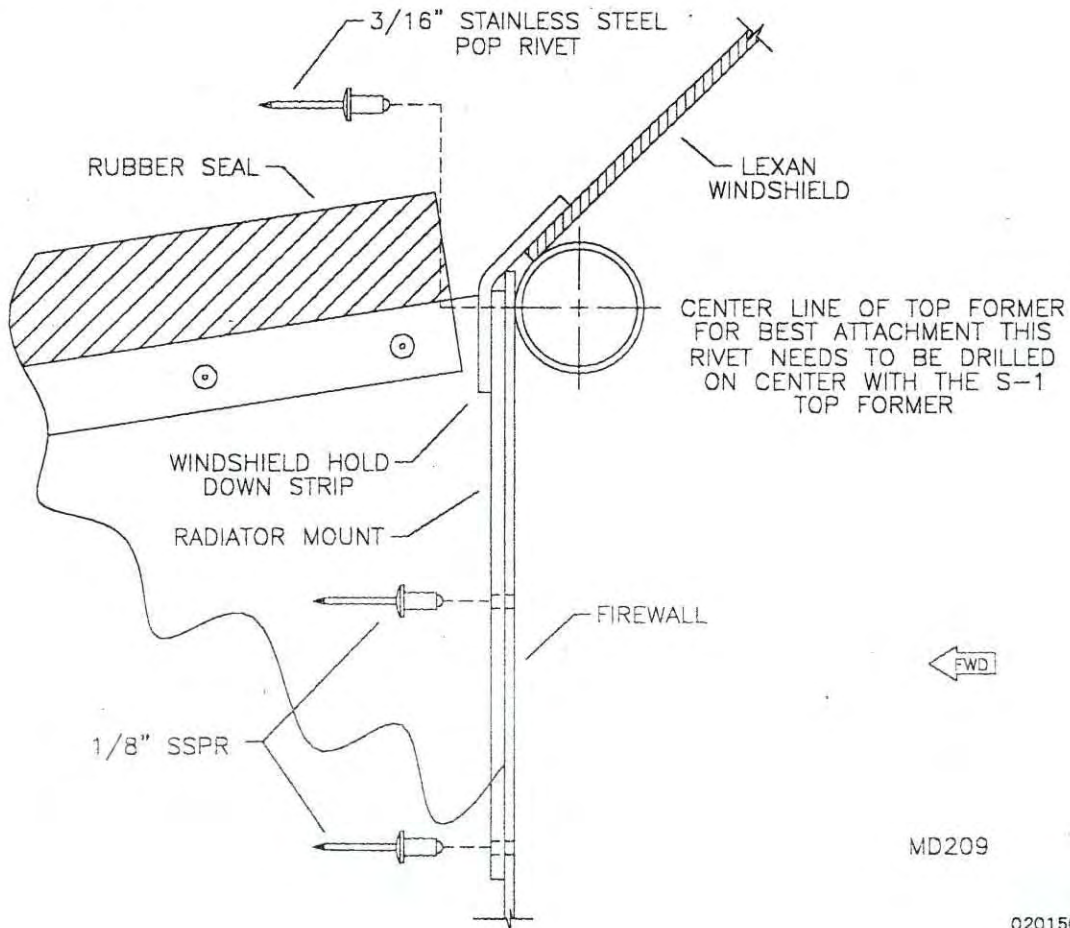 3/16" STAINLESS STEEL
POP RIVET
RUBBER SEAL
LEXAN
WINDSHIELD
CENTER LINE OF TOP FORMER
FOR BEST ATTACHMENT THIS
RIVET NEEDS TO BE DRILLED
ON CENTER WITH THE S-1
TOP FORMER
WINDSHIELD HOLD
DOWN STRIP
RADIATOR MOUNT
FIREWALL
FWD
1/8" SSPR
MD209